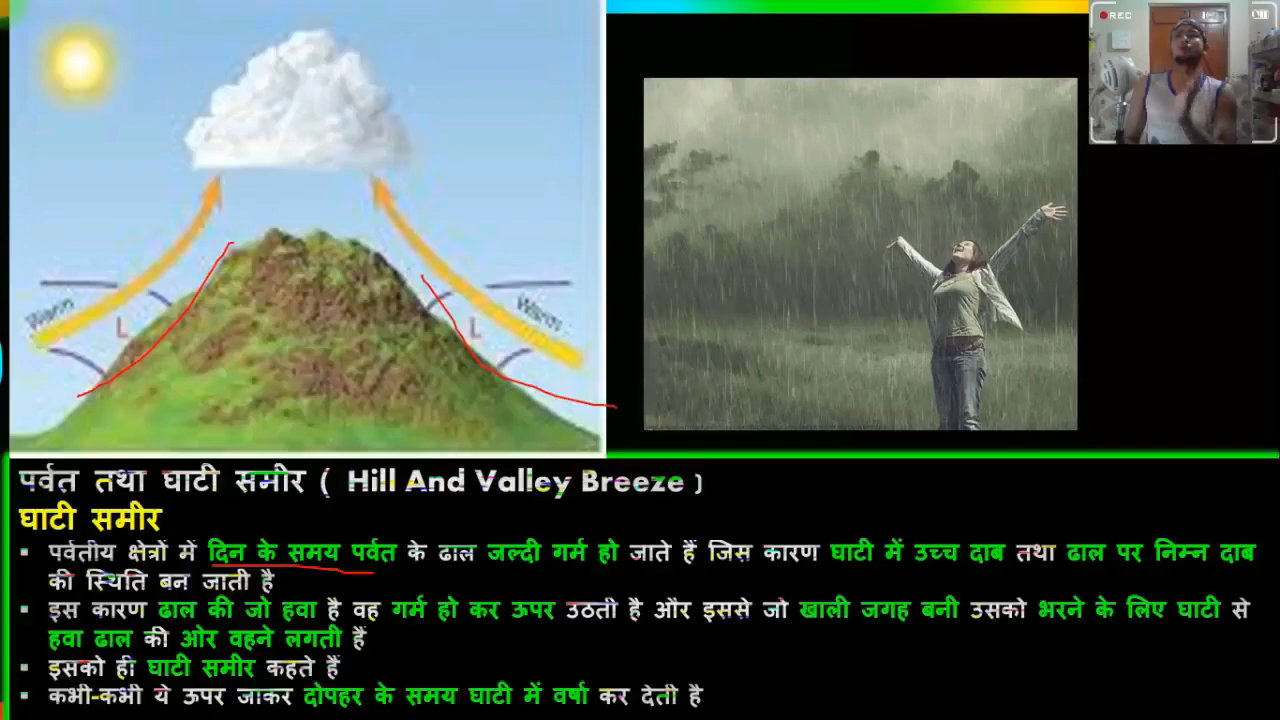 REC
Warm
L
L
Warm
पर्वत तथा घाटी समीर ( Hill And Valley Breeze )
घाटी समीर
▪ पर्वतीय क्षेत्रों में दिन के समय पर्वत के ढाल जल्दी गर्म हो जाते हैं जिस कारण घाटी में उच्च दाब तथा ढाल पर निम्न दाब
की स्थिति बन जाती है
▪ इस कारण ढाल की जो हवा है वह गर्म हो कर ऊपर उठती है और इससे जो खाली जगह बनी उसको भरने के लिए घाटी से
हवा ढाल की ओर वहने लगती हैं
▪ इसको ही घाटी समीर कहते हैं
▪ कभी-कभी ये ऊपर जाकर दोपहर के समय घाटी में वर्षा कर देती है